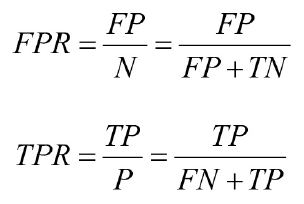 FPR = FP/N = FP/(FP + TN)
TPR = TP/P = TP/(FN + TP)